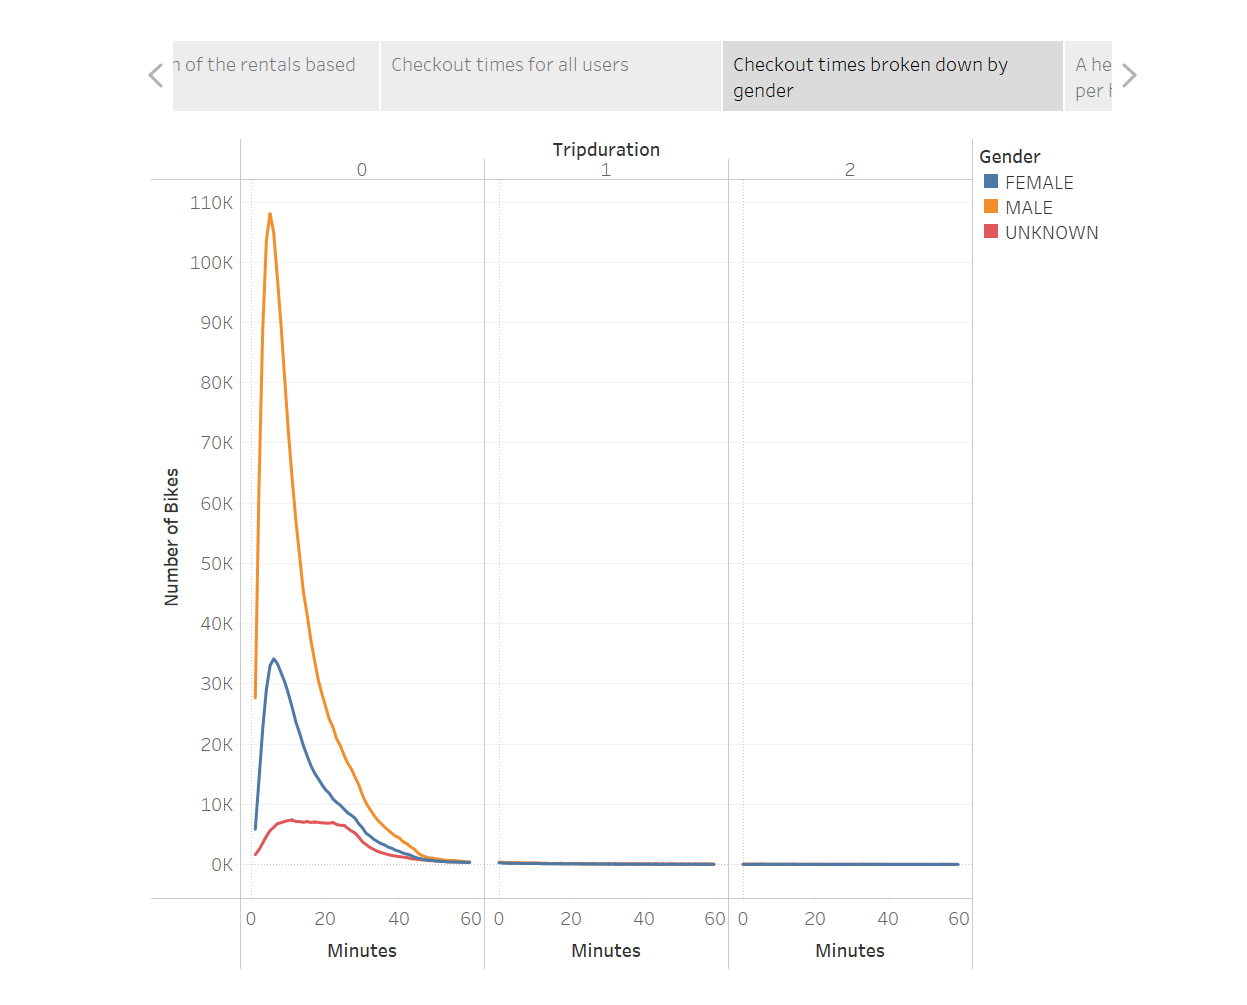 of the rentals based
Checkout times for all users
Checkout times broken down by
gender
A he
per
Tripduration
0 1 2
Gender
FEMALE
MALE
UNKNOWN
110K
100K
90K
80K
70K
60K
50K
40K
30K
20K
10K
0K
Number of Bikes
0 20 40 60 0 20 40 60 0 20 40 60
Minutes Minutes Minutes